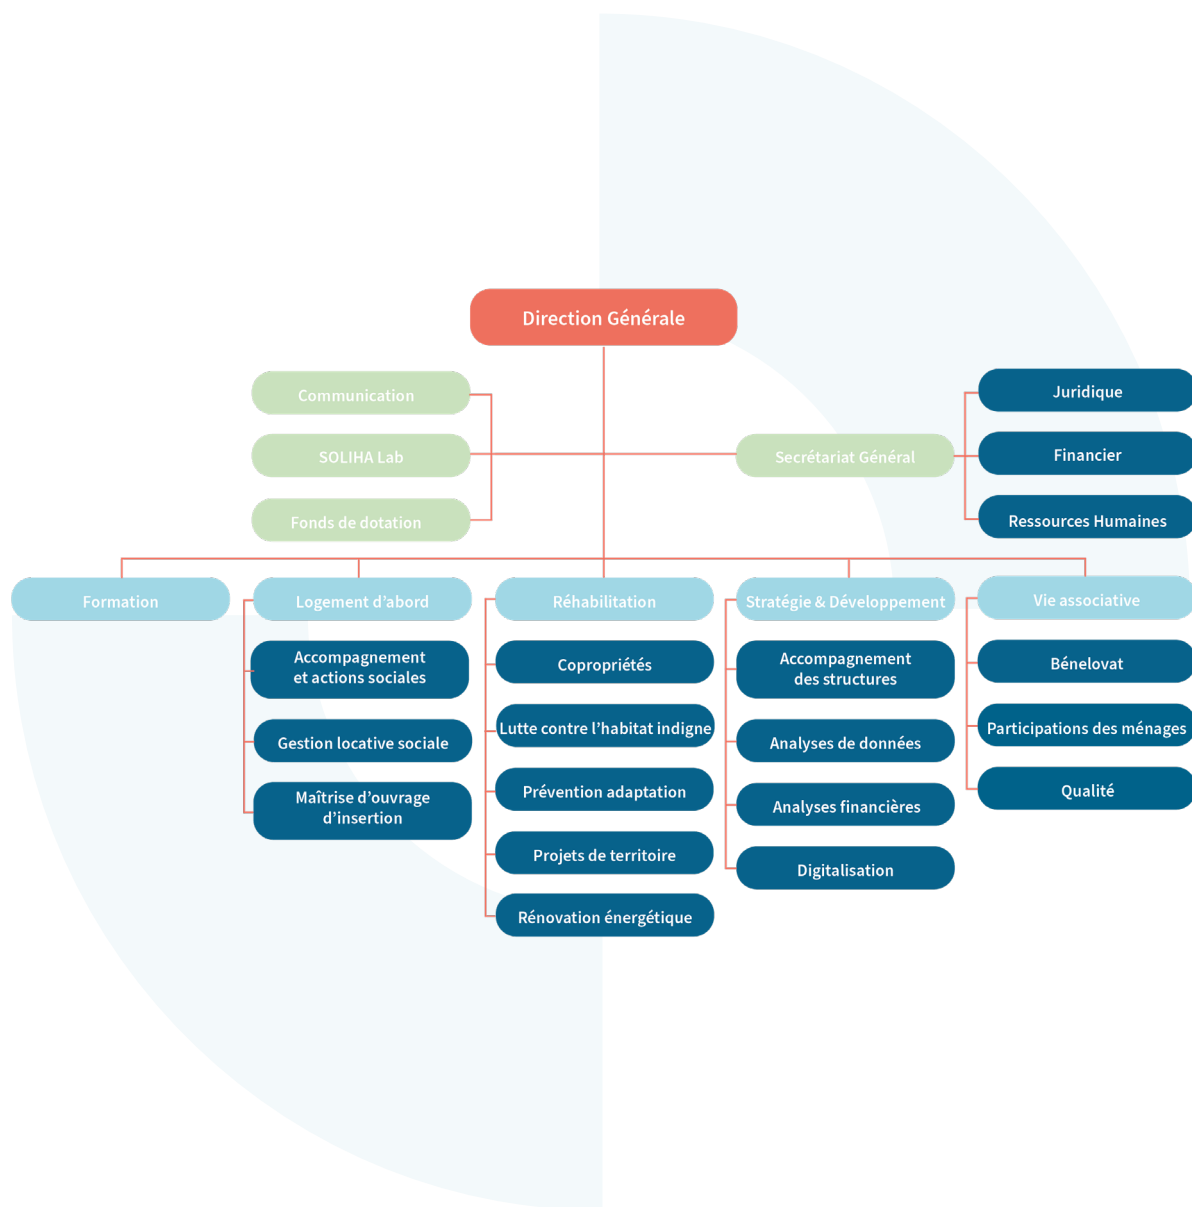 Direction Générale
Communication
SOLIHA Lab
Fonds de dotation
Secrétariat Général
Juridique
Financier
Ressources Humaines
Formation
Logement d'abord
Accompagnement
et actions sociales
Gestion locative sociale
Maîtrise d'ouvrage
d'insertion
Réhabilitation
Copropriétés
Lutte contre l'habitat indigne
Prévention adaptation
Projets de territoire
Rénovation énergétique
Stratégie & Développement
Accompagnement
des structures
Analyses de données
Analyses financières
Digitalisation
Vie associative
Bénelovat
Participations des ménages
Qualité